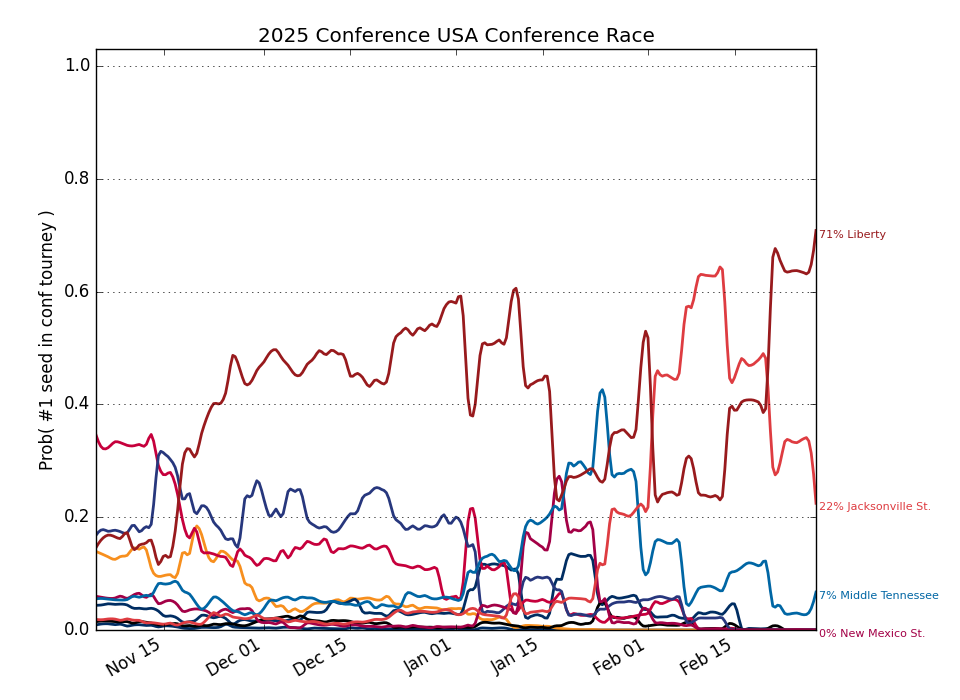 2025 Conference USA Conference Race
Prob( #1 seed in conf tourney )
1.0
0.8
0.6
0.4
0.2
0.0
Nov 15
Dec 01
Dec 15
Jan 01
Jan 15
Feb 01
Feb 15
71% Liberty
22% Jacksonville St.
7% Middle Tennessee
0% New Mexico St.